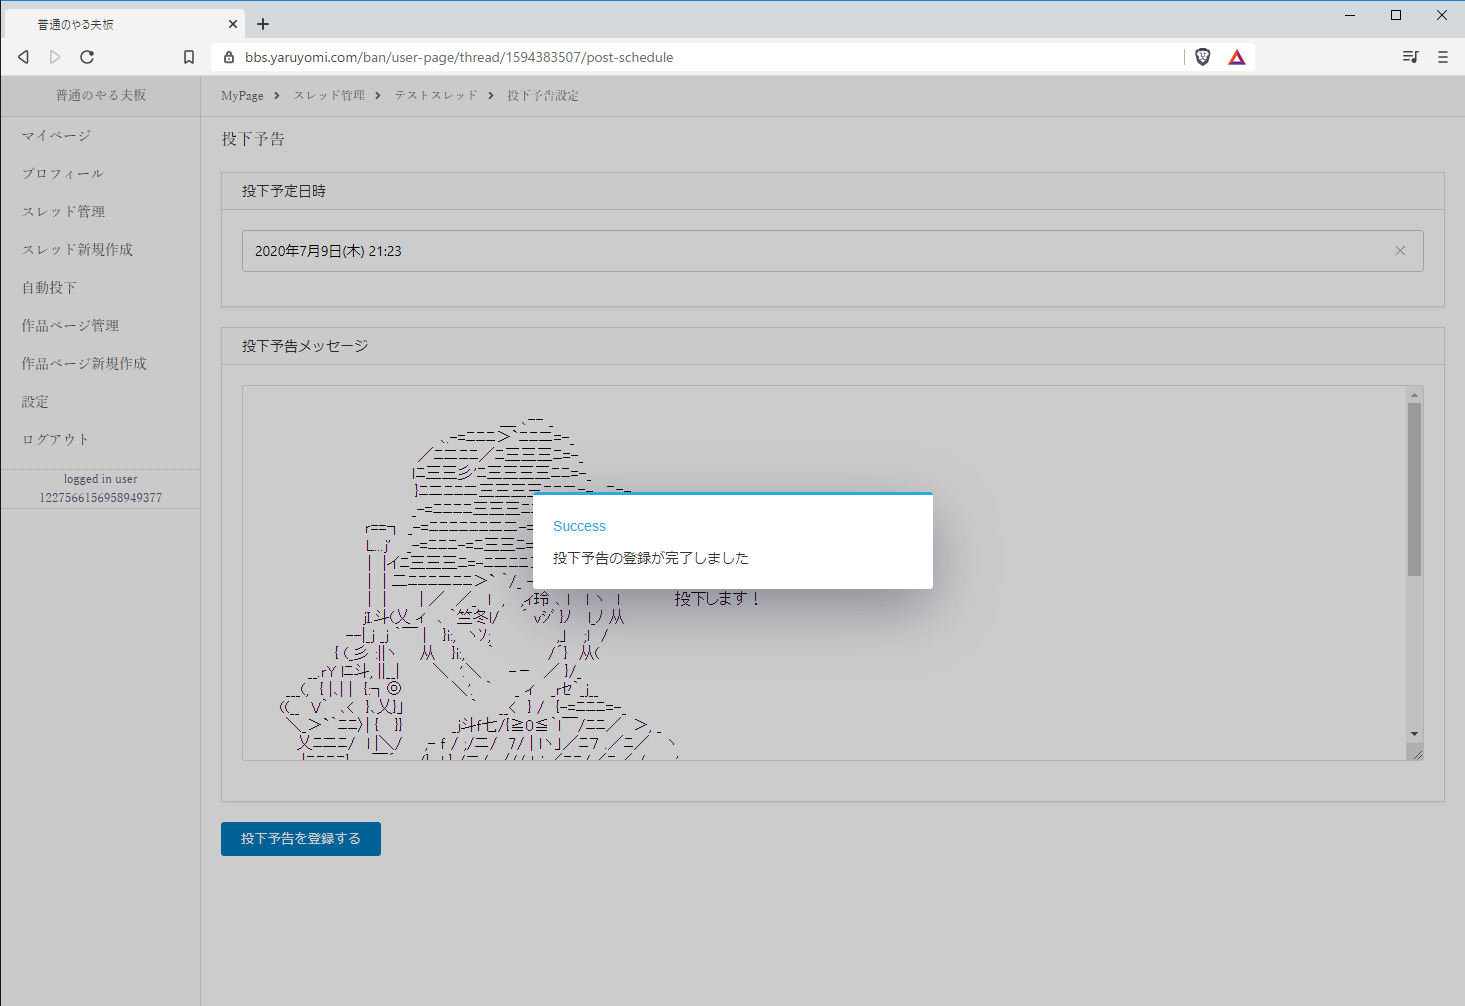 普通のやる夫板
bbs.yaruyomi.com/ban/user-page/thread/1594383507/post-schedule
普通のやる夫板
MyPage > スレッド管理 > テストスレッド > 投下予告設定
マイページ
プロフィール
スレッド管理
スレッド新規作成
自動投下
作品ページ管理
作品ページ新規作成
設定
ログアウト
logged in user
1227566156958949377
投下予告
投下予定日時
2020年7月9日(木) 21:23
投下予告メッセージ
Success
投下予告の登録が完了しました
投下します！
投下予告を登録する